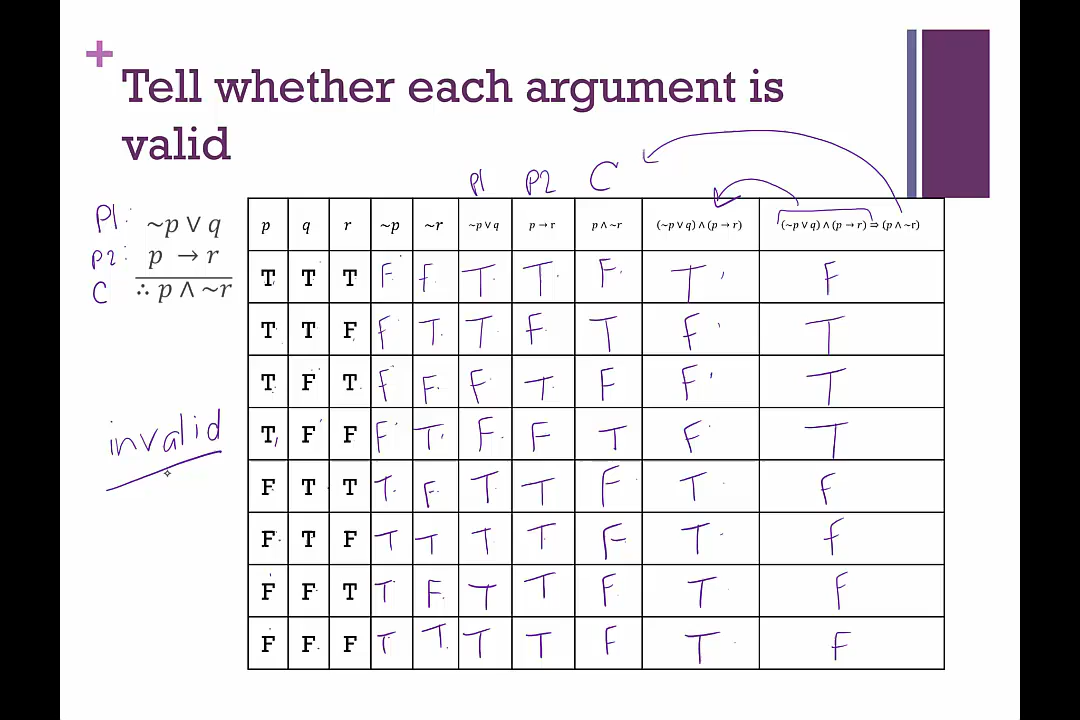 +
Tell whether each argument is
valid
P1 P2 C
P1: ~p ∨ q
P2: p → r
C ∴ p ∧ ~r
p q r ~p ~r ~p ∨ q p → r p ∧ ~r (~p ∨ q) ∧ (p → r) (~p ∨ q) ∧ (p → r) ⇒ (p ∧ ~r)
T T T F F T T F T F
T T F F T T F T F T
T F T F F F T F F T
T F F F T F F T F T
F T T T F T T F T F
F T F T T T T F T F
F F T T F T T F T F
F F F T T T T F T F
invalid